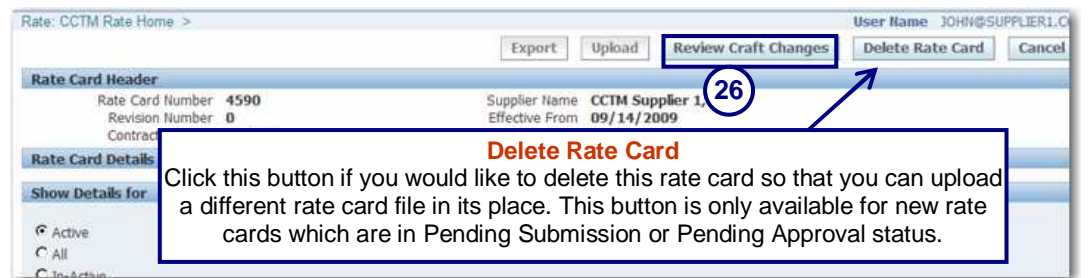 Rate: CCTM Rate Home >
User Name JOHN@SUPPLIER1.C
Export Upload Review Craft Changes Delete Rate Card Cancel
Rate Card Header
26
Rate Card Number 4590 Supplier Name CCTM Supplier 1,
Revision Number 0 Effective From 09/14/2009
Contract
Rate Card Details
Delete Rate Card
Click this button if you would like to delete this rate card so that you can upload
a different rate card file in its place. This button is only available for new rate
cards which are in Pending Submission or Pending Approval status.
Show Details for
Active
All
In-Active